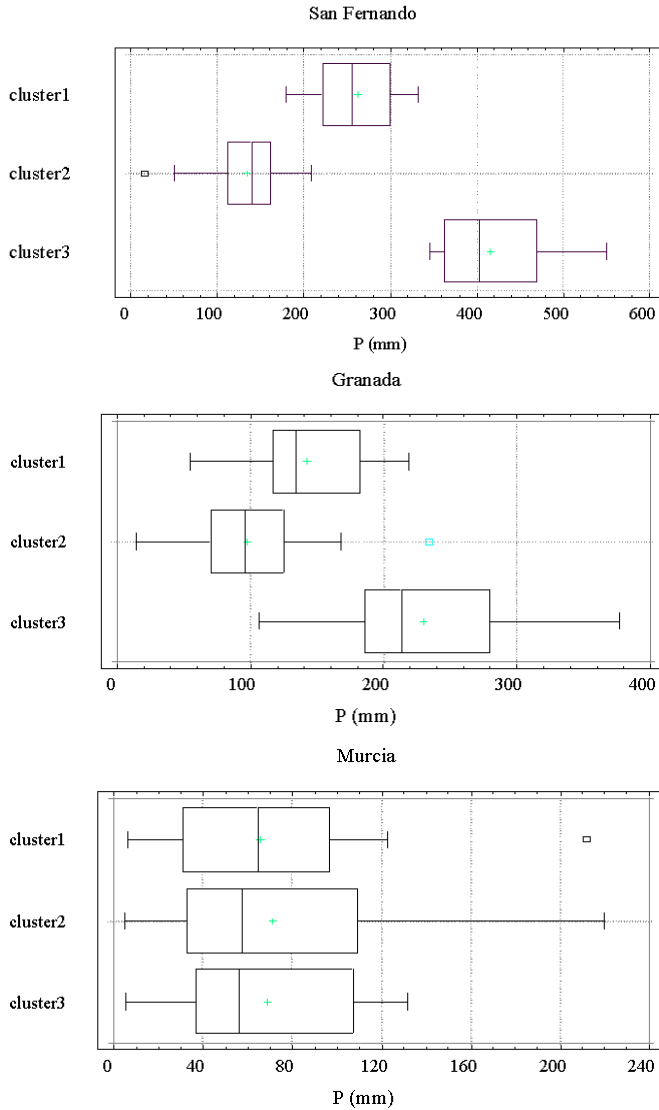 San Fernando
cluster1
cluster2
cluster3
0 100 200 300 400 500 600
P (mm)
Granada
cluster1
cluster2
cluster3
0 100 200 300 400
P (mm)
Murcia
cluster1
cluster2
cluster3
0 40 80 120 160 200 240
P (mm)